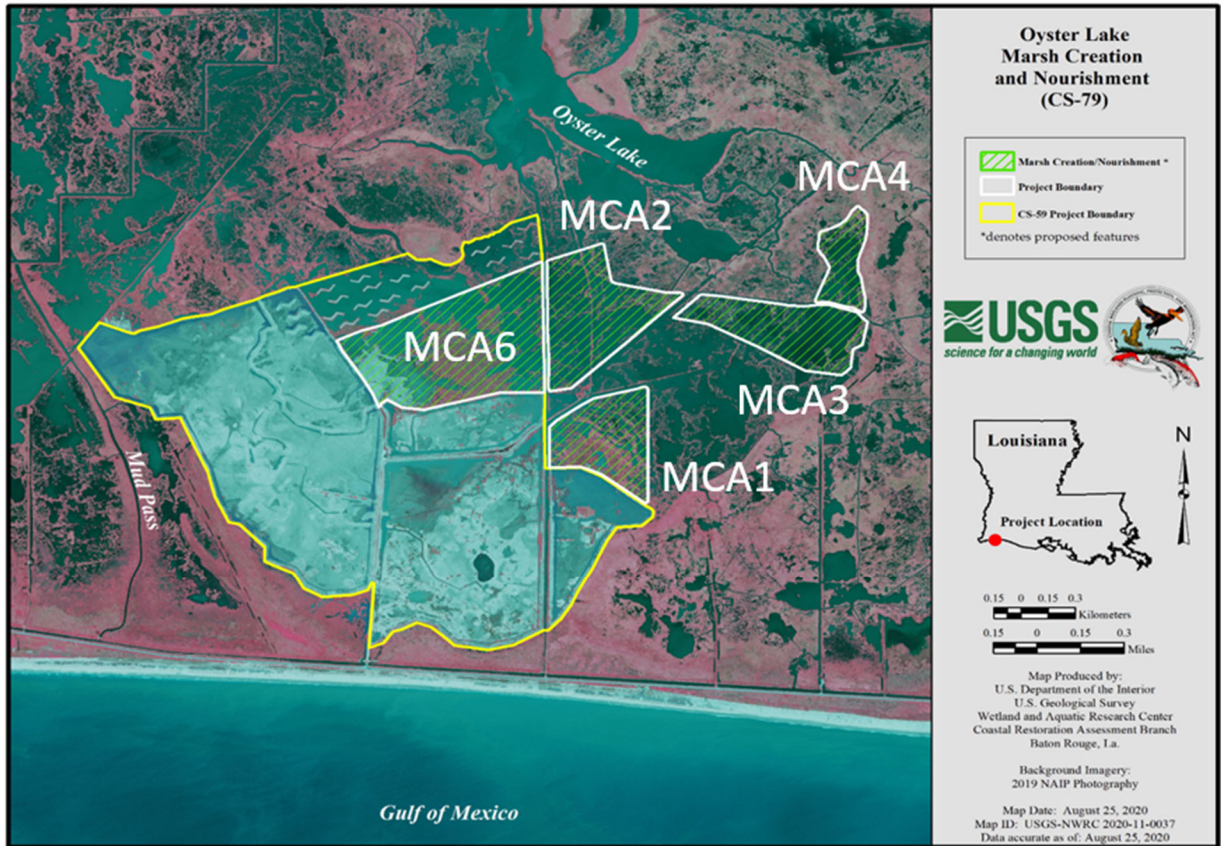 Oyster Lake
Marsh Creation
and Nourishment
(CS-79)
Marsh Creation/Nourishment *
Project Boundary
CS-59 Project Boundary
*denotes proposed features
USGS
science for a changing world
Louisiana
N
Project Location
0.15 0 0.15 0.3
Kilometers
0.15 0 0.15 0.3
Miles
Map Produced by:
U.S. Department of the Interior
U.S. Geological Survey
Wetland and Aquatic Research Center
Coastal Restoration Assessment Branch
Baton Rouge, La.
Background Imagery:
2019 NAIP Photography
Map Date: August 25, 2020
Map ID: USGS-NWRC 2020-11-0037
Data accurate as of: August 25, 2020
Oyster Lake
MCA4
MCA2
MCA6
MCA3
MCA1
Mud Pass
Gulf of Mexico